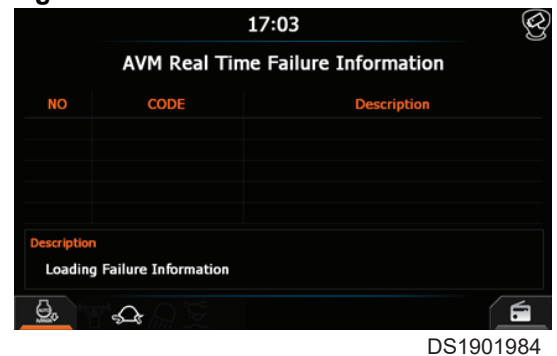 17:03
AVM Real Time Failure Information
NO CODE Description
Description
Loading Failure Information
DS1901984